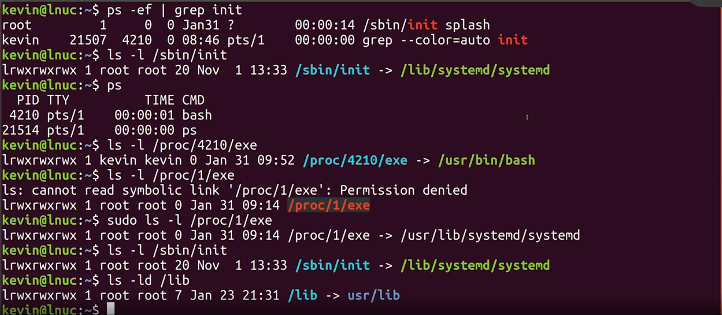 kevin@lnuc:~$ ps -ef | grep init
root         1     0  0 Jan31 ?        00:00:14 /sbin/init splash
kevin    21507  4210  0 08:46 pts/1    00:00:00 grep --color=auto init
kevin@lnuc:~$ ls -l /sbin/init
lrwxrwxrwx 1 root root 20 Nov  1 13:33 /sbin/init -> /lib/systemd/systemd
kevin@lnuc:~$ ps
  PID TTY          TIME CMD
 4210 pts/1    00:00:01 bash
21514 pts/1    00:00:00 ps
kevin@lnuc:~$ ls -l /proc/4210/exe
lrwxrwxrwx 1 kevin kevin 0 Jan 31 09:52 /proc/4210/exe -> /usr/bin/bash
kevin@lnuc:~$ ls -l /proc/1/exe
ls: cannot read symbolic link '/proc/1/exe': Permission denied
lrwxrwxrwx 1 root root 0 Jan 31 09:14 /proc/1/exe
kevin@lnuc:~$ sudo ls -l /proc/1/exe
lrwxrwxrwx 1 root root 0 Jan 31 09:14 /proc/1/exe -> /usr/lib/systemd/systemd
kevin@lnuc:~$ ls -l /sbin/init
lrwxrwxrwx 1 root root 20 Nov  1 13:33 /sbin/init -> /lib/systemd/systemd
kevin@lnuc:~$ ls -ld /lib
lrwxrwxrwx 1 root root 7 Jan 23 21:31 /lib -> usr/lib
kevin@lnuc:~$